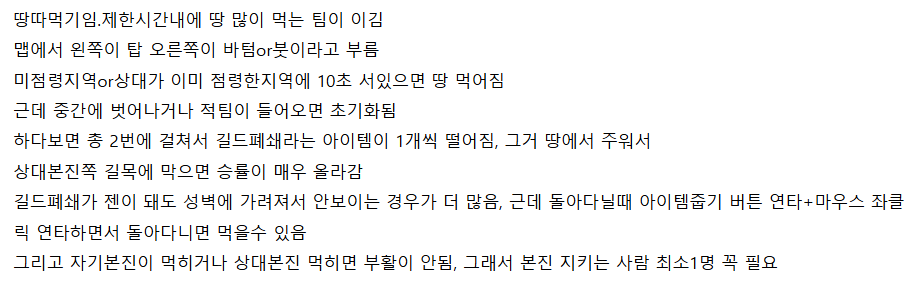 땅따먹기임.제한시간내에 땅 많이 먹는 팀이 이김
맵에서 왼쪽이 탑 오른쪽이 바텀or봇이라고 부름
미점령지역or상대가 이미 점령한지역에 10초 서있으면 땅 먹어짐
근데 중간에 벗어나거나 적팀이 들어오면 초기화됨
하다보면 총 2번에 걸쳐서 길드폐쇄라는 아이템이 1개씩 떨어짐, 그거 땅에서 주워서
상대본진쪽 길목에 막으면 승률이 매우 올라감
길드폐쇄가 젠이 돼도 성벽에 가려져서 안보이는 경우가 더 많음, 근데 돌아다닐때 아이템줍기 버튼 연타+마우스 좌클
릭 연타하면서 돌아다니면 먹을수 있음
그리고 자기본진이 먹히거나 상대본진 먹히면 부활이 안됨, 그래서 본진 지키는 사람 최소1명 꼭 필요